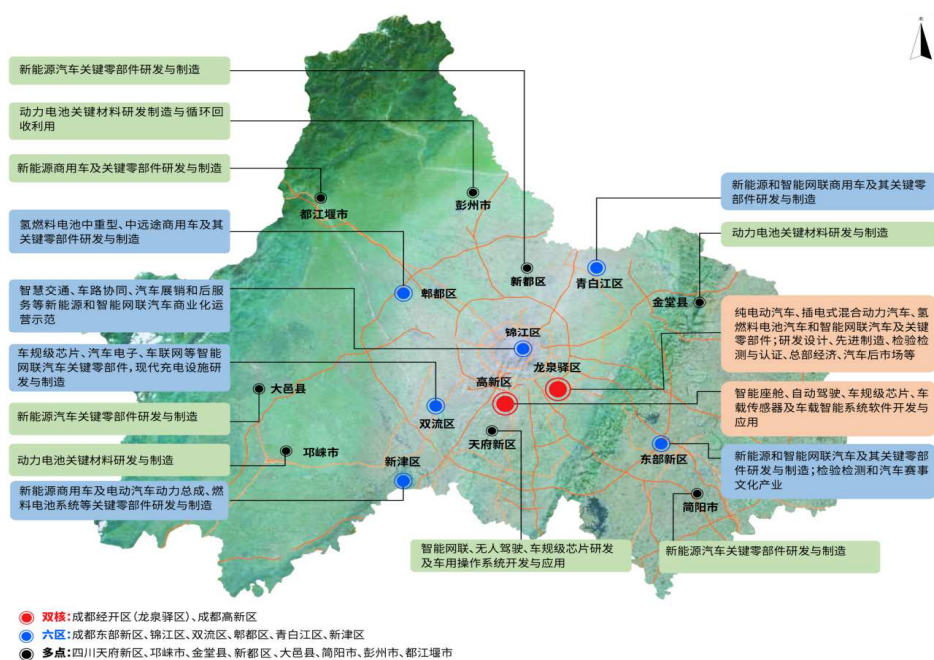 新能源汽车关键零部件研发与制造
动力电池关键材料研发制造与循环回
收利用
新能源商用车及关键零部件研发与制造
氢燃料电池中重型、中远途商用车及其
关键零部件研发与制造
智慧交通、车路协同、汽车展销和后服
务等新能源和智能网联汽车商业化运
营示范
车规级芯片、汽车电子、车联网等智能
网联汽车关键零部件,现代充电设施研
发与制造
新能源汽车关键零部件研发与制造
动力电池关键材料研发与制造
新能源商用车及电动汽车动力总成、燃
料电池系统等关键零部件研发与制造
都江堰市
彭州市
新都区
青白江区
金堂县
郫都区
锦江区
龙泉驿区
高新区
大邑县
双流区
天府新区
邛崃市
新津区
东部新区
简阳市
新能源和智能网联商用车及其关键零
部件研发与制造
动力电池关键材料研发与制造
纯电动汽车、插电式混合动力汽车、氢
燃料电池汽车和智能网联汽车及关键
零部件;研发设计、先进制造、检验检
测与认证、总部经济、汽车后市场等
智能座舱、自动驾驶、车规级芯片、车
载传感器及车载智能系统软件开发与
应用
新能源和智能网联汽车及其关键零部
件研发与制造;检验检测和汽车赛事
文化产业
智能网联、无人驾驶、车规级芯片研发
及车用操作系统开发与应用
新能源汽车关键零部件研发与制造
双核:成都经开区(龙泉驿区)、成都高新区
六区:成都东部新区、锦江区、双流区、郫都区、青白江区、新津区
多点:四川天府新区、邛崃市、金堂县、新都区、大邑县、简阳市、彭州市、都江堰市